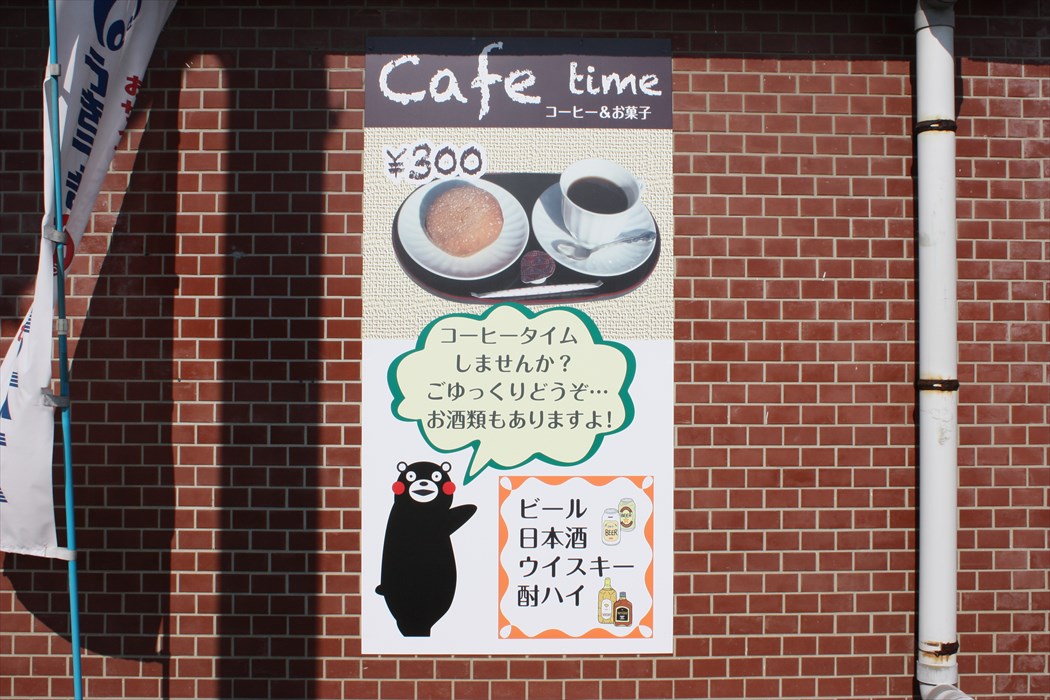 Cafe time
コーヒー&お菓子
¥300
コーヒータイム
しませんか?
ごゆっくりどうぞ…
お酒類もありますよ!
ビール
日本酒
ウイスキー
酎ハイ
BEER
BEER